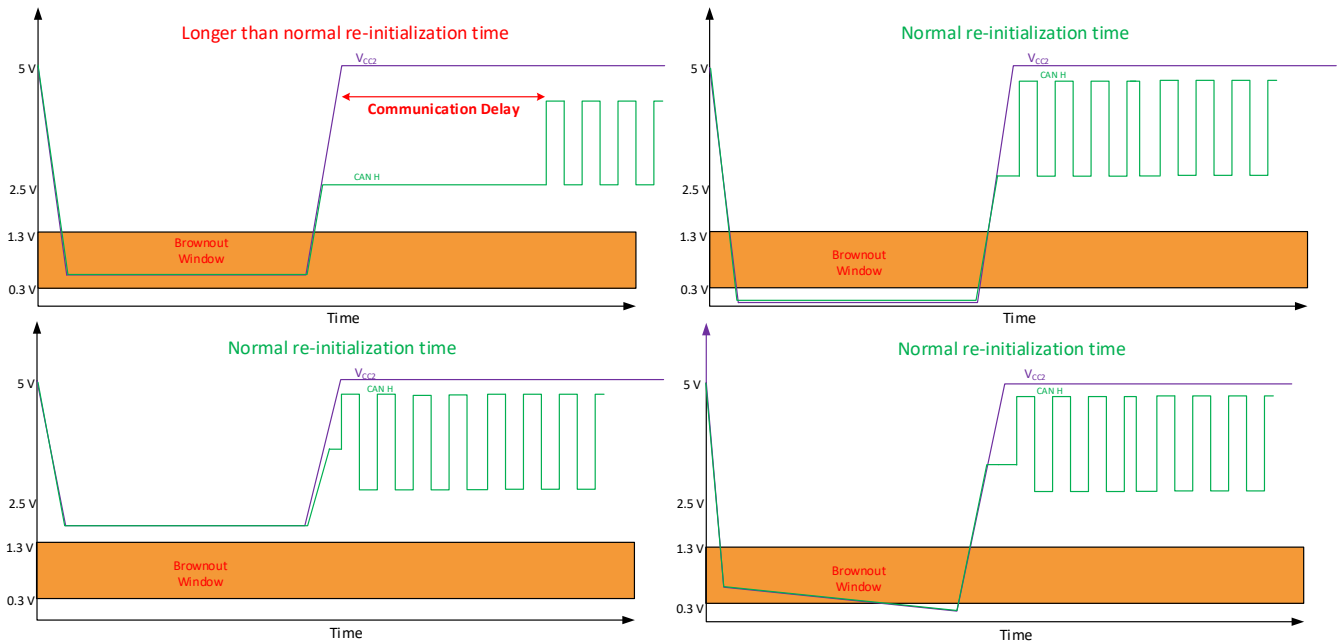 Longer than normal re-initialization time
VCC2
5 V
Communication Delay
CAN H
2.5 V
1.3 V
Brownout
Window
0.3 V
Time
Normal re-initialization time
VCC2
5 V
CAN H
2.5 V
1.3 V
Brownout
Window
0.3 V
Time
Normal re-initialization time
VCC2
5 V
CAN H
2.5 V
1.3 V
Brownout
Window
0.3 V
Time
Normal re-initialization time
VCC2
5 V
CAN H
2.5 V
1.3 V
Brownout
Window
0.3 V
Time